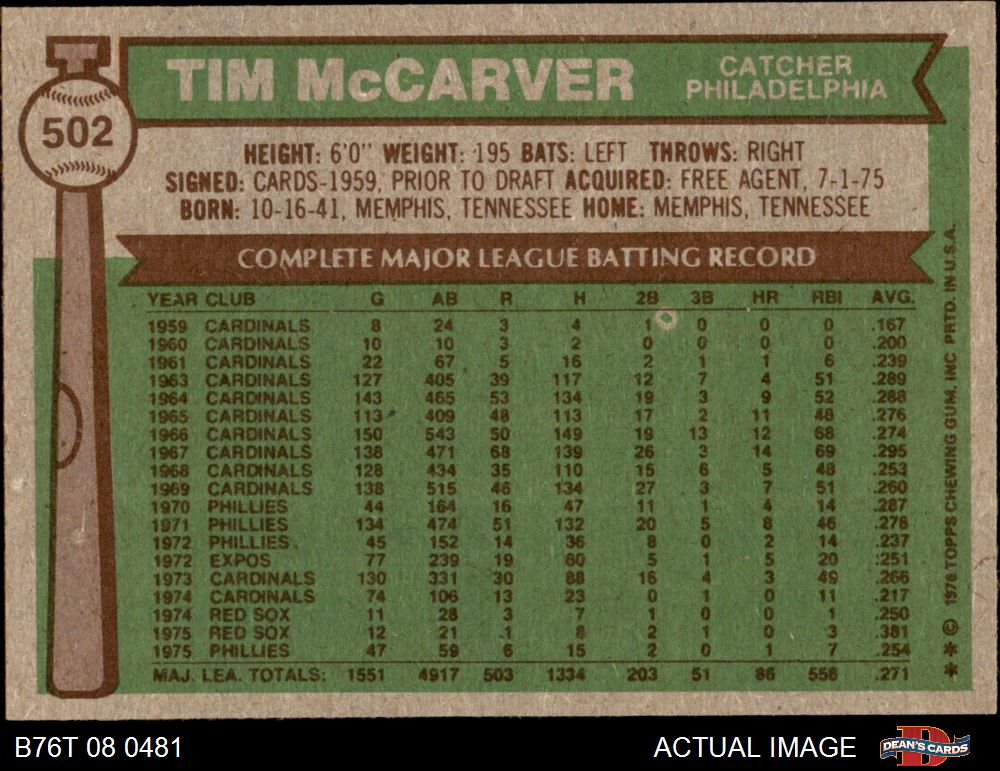 502
TIM McCARVER
CATCHER
PHILADELPHIA
HEIGHT: 6'0" WEIGHT: 195 BATS: LEFT THROWS: RIGHT
SIGNED: CARDS-1959, PRIOR TO DRAFT ACQUIRED: FREE AGENT, 7-1-75
BORN: 10-16-41, MEMPHIS, TENNESSEE HOME: MEMPHIS, TENNESSEE
COMPLETE MAJOR LEAGUE BATTING RECORD
YEAR CLUB G AB R H 2B 3B HR RBI AVG.
1959 CARDINALS 8 24 3 4 1 0 0 0 .167
1960 CARDINALS 10 10 3 2 0 0 0 0 .200
1961 CARDINALS 22 67 5 16 2 1 1 6 .239
1963 CARDINALS 127 405 39 117 12 7 4 51 .289
1964 CARDINALS 143 465 53 134 19 3 9 52 .288
1965 CARDINALS 113 409 48 113 17 2 11 48 .276
1966 CARDINALS 150 543 50 149 19 13 12 68 .274
1967 CARDINALS 138 471 68 139 26 3 14 69 .295
1968 CARDINALS 128 434 35 110 15 6 5 48 .253
1969 CARDINALS 138 515 46 134 27 3 7 51 .260
1970 PHILLIES 44 164 16 47 11 1 4 14 .287
1971 PHILLIES 134 474 51 132 20 5 8 46 .278
1972 PHILLIES 45 152 14 36 8 0 2 14 .237
1972 EXPOS 77 239 19 60 5 1 5 20 .251
1973 CARDINALS 130 331 30 88 16 4 3 49 .266
1974 CARDINALS 74 106 13 23 0 1 0 11 .217
1974 RED SOX 11 28 3 7 1 0 0 1 .250
1975 RED SOX 12 21 1 8 2 1 0 3 .381
1975 PHILLIES 47 59 6 15 2 0 1 7 .254
MAJ. LEA. TOTALS: 1551 4917 503 1334 203 51 86 556 .271
** © 1976 TOPPS CHEWING GUM, INC PRTD. IN U.S.A.
B76T 08 0481
ACTUAL IMAGE
DEAN'S CARDS